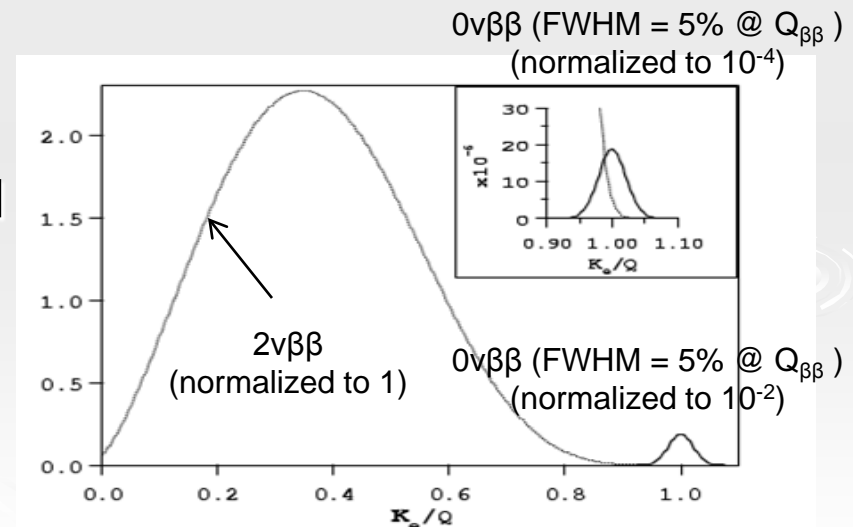 0νββ (FWHM = 5% @ Qββ )
(normalized to 10-4)
30
20
10
0
x10-6
0.90 1.00 1.10
Ke/Q
2.0
1.5
1.0
0.5
0.0
2νββ
(normalized to 1)
0νββ (FWHM = 5% @ Qββ )
(normalized to 10-2)
0.0 0.2 0.4 0.6 0.8 1.0
Ke/Q